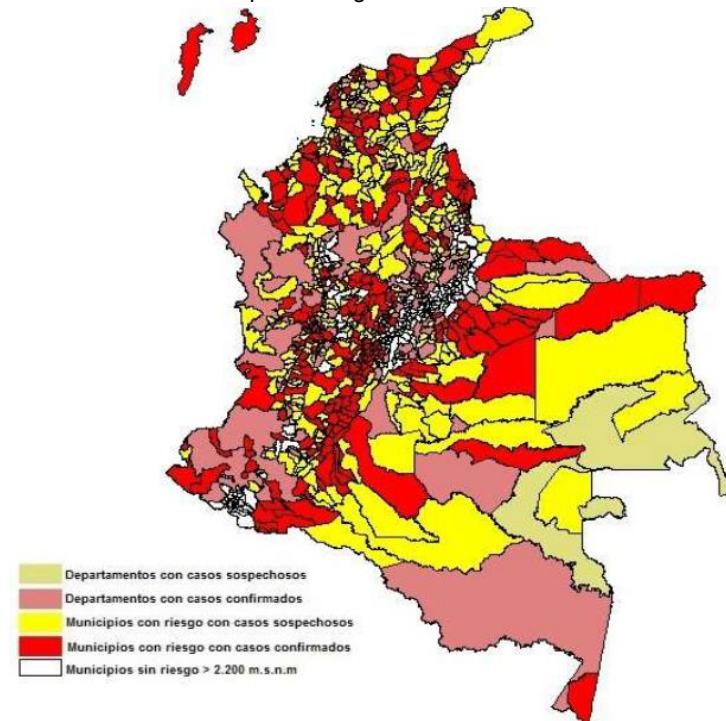 Departamentos con casos sospechosos
Departamentos con casos confirmados
Municipios con riesgo con casos sospechosos
Municipios con riesgo con casos confirmados
Municipios sin riesgo > 2.200 m.s.n.m